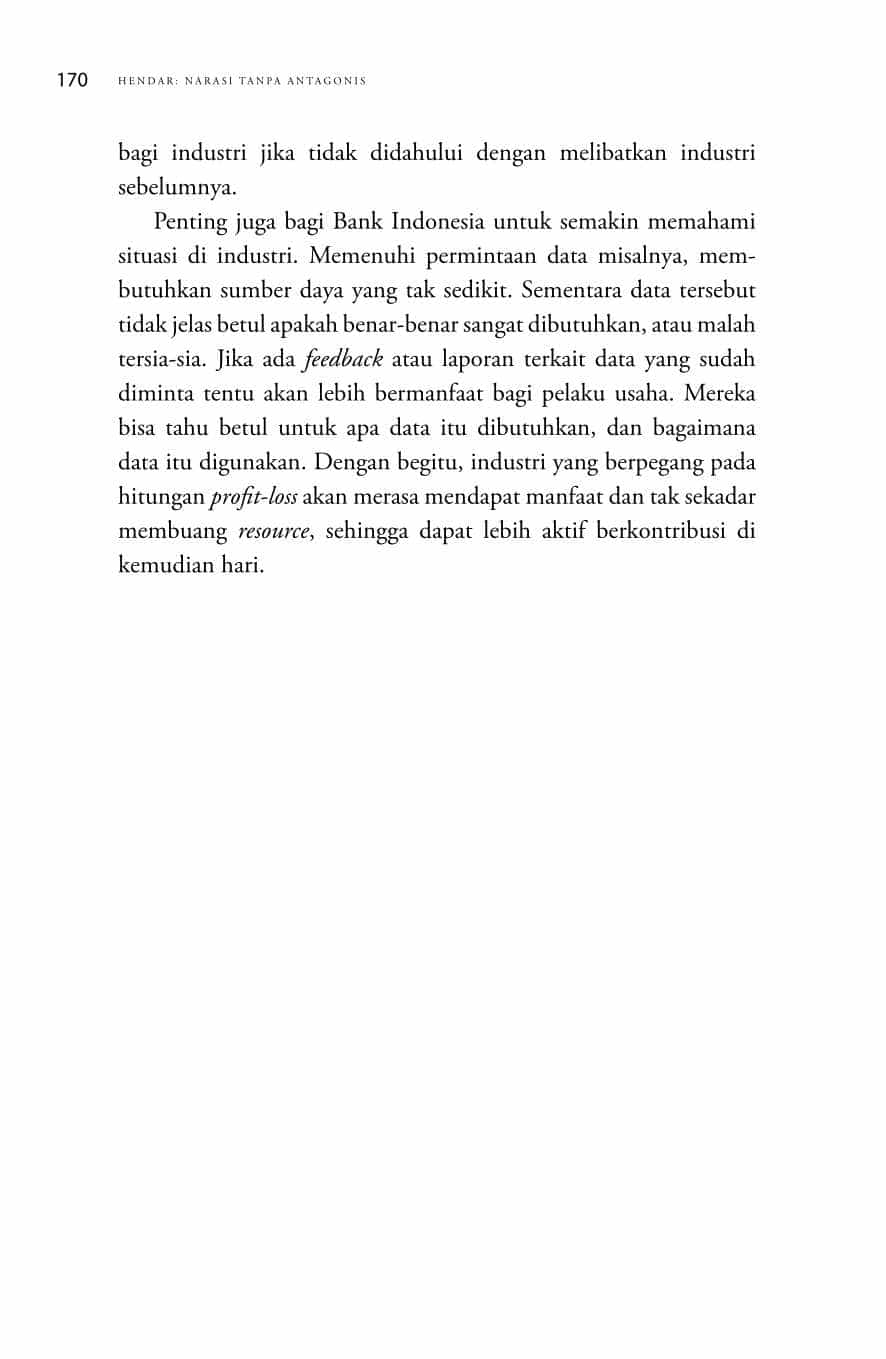 170 HENDAR: NARASI TANPA ANTAGONIS
bagi industri jika tidak didahului dengan melibatkan industri
sebelumnya.
Penting juga bagi Bank Indonesia untuk semakin memahami
situasi di industri. Memenuhi permintaan data misalnya, mem-
butuhkan sumber daya yang tak sedikit. Sementara data tersebut
tidak jelas betul apakah benar-benar sangat dibutuhkan, atau malah
tersia-sia. Jika ada feedback atau laporan terkait data yang sudah
diminta tentu akan lebih bermanfaat bagi pelaku usaha. Mereka
bisa tahu betul untuk apa data itu dibutuhkan, dan bagaimana
data itu digunakan. Dengan begitu, industri yang berpegang pada
hitungan profit-loss akan merasa mendapat manfaat dan tak sekadar
membuang resource, sehingga dapat lebih aktif berkontribusi di
kemudian hari.